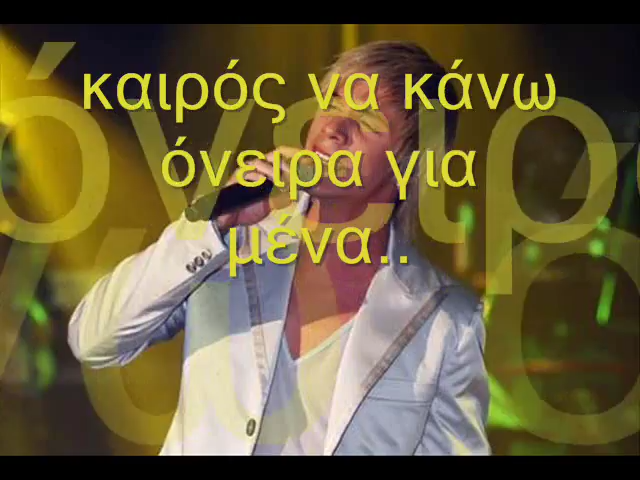 καιρός να κάνω
όνειρα για
μένα..